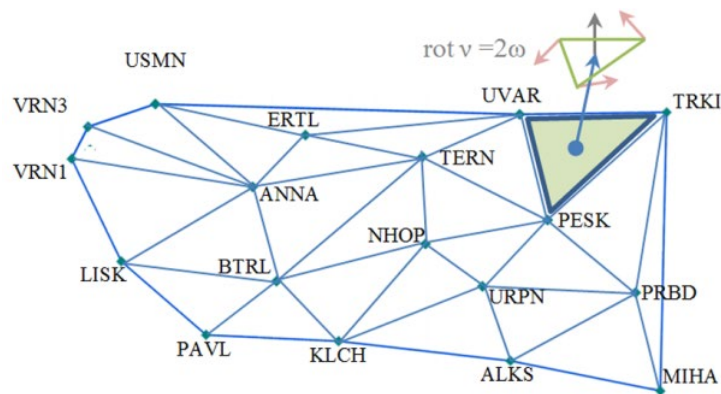 rot ν =2ω
USMN
UVAR
TRKI
VRN3
ERTL
TERN
VRN1
ANNA
PESK
NHOP
LISK
BTRL
URPN
PRBD
PAVL
KLCH
ALKS
MIHA